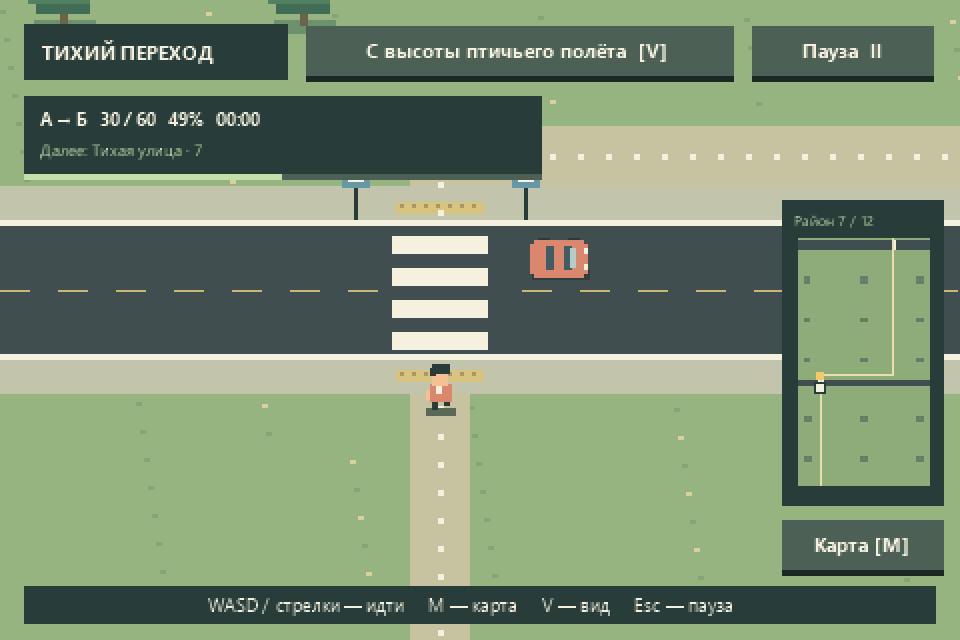 ТИХИЙ ПЕРЕХОД
С высоты птичьего полёта [V]
Пауза II
А — Б 30 / 60 49% 00:00
Далее: Тихая улица · 7
Район 7 / 12
Карта [M]
WASD / стрелки — идти M — карта V — вид Esc — пауза